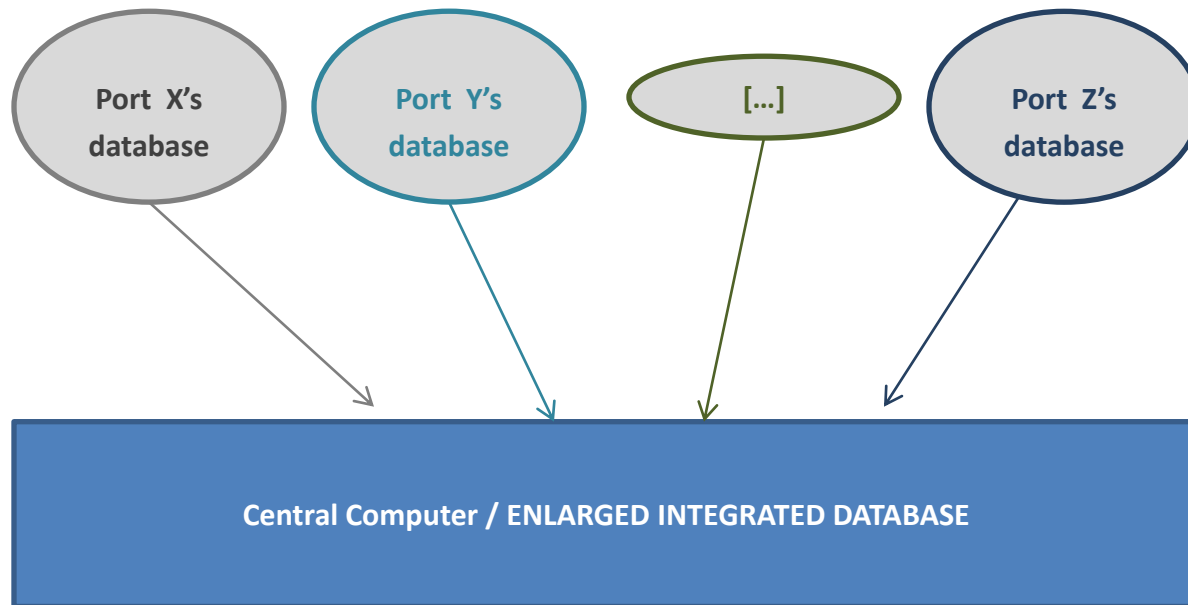 Port X’s
database
Port Y’s
database
[…]
Port Z’s
database
Central Computer / ENLARGED INTEGRATED DATABASE